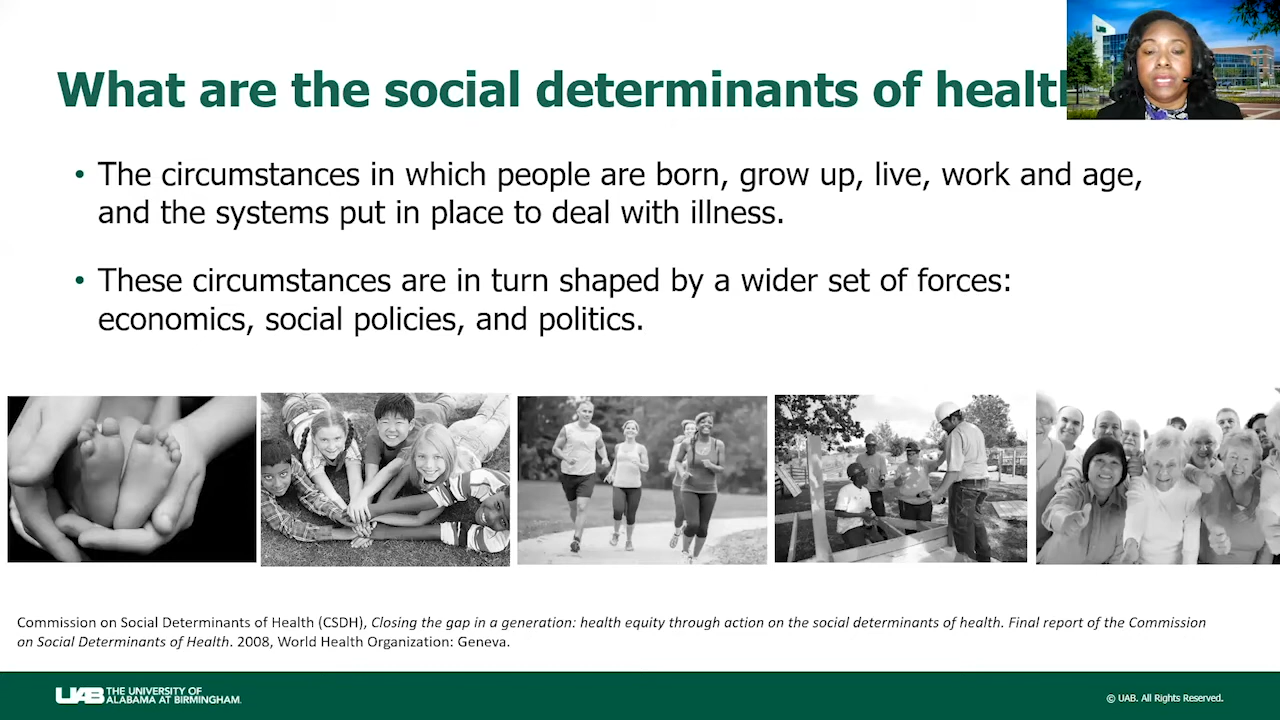 What are the social determinants of healt
• The circumstances in which people are born, grow up, live, work and age,
and the systems put in place to deal with illness.
• These circumstances are in turn shaped by a wider set of forces:
economics, social policies, and politics.
Commission on Social Determinants of Health (CSDH), Closing the gap in a generation: health equity through action on the social determinants of health. Final report of the Commission
on Social Determinants of Health. 2008, World Health Organization: Geneva.
UAB THE UNIVERSITY OF
ALABAMA AT BIRMINGHAM.
© UAB. All Rights Reserved.